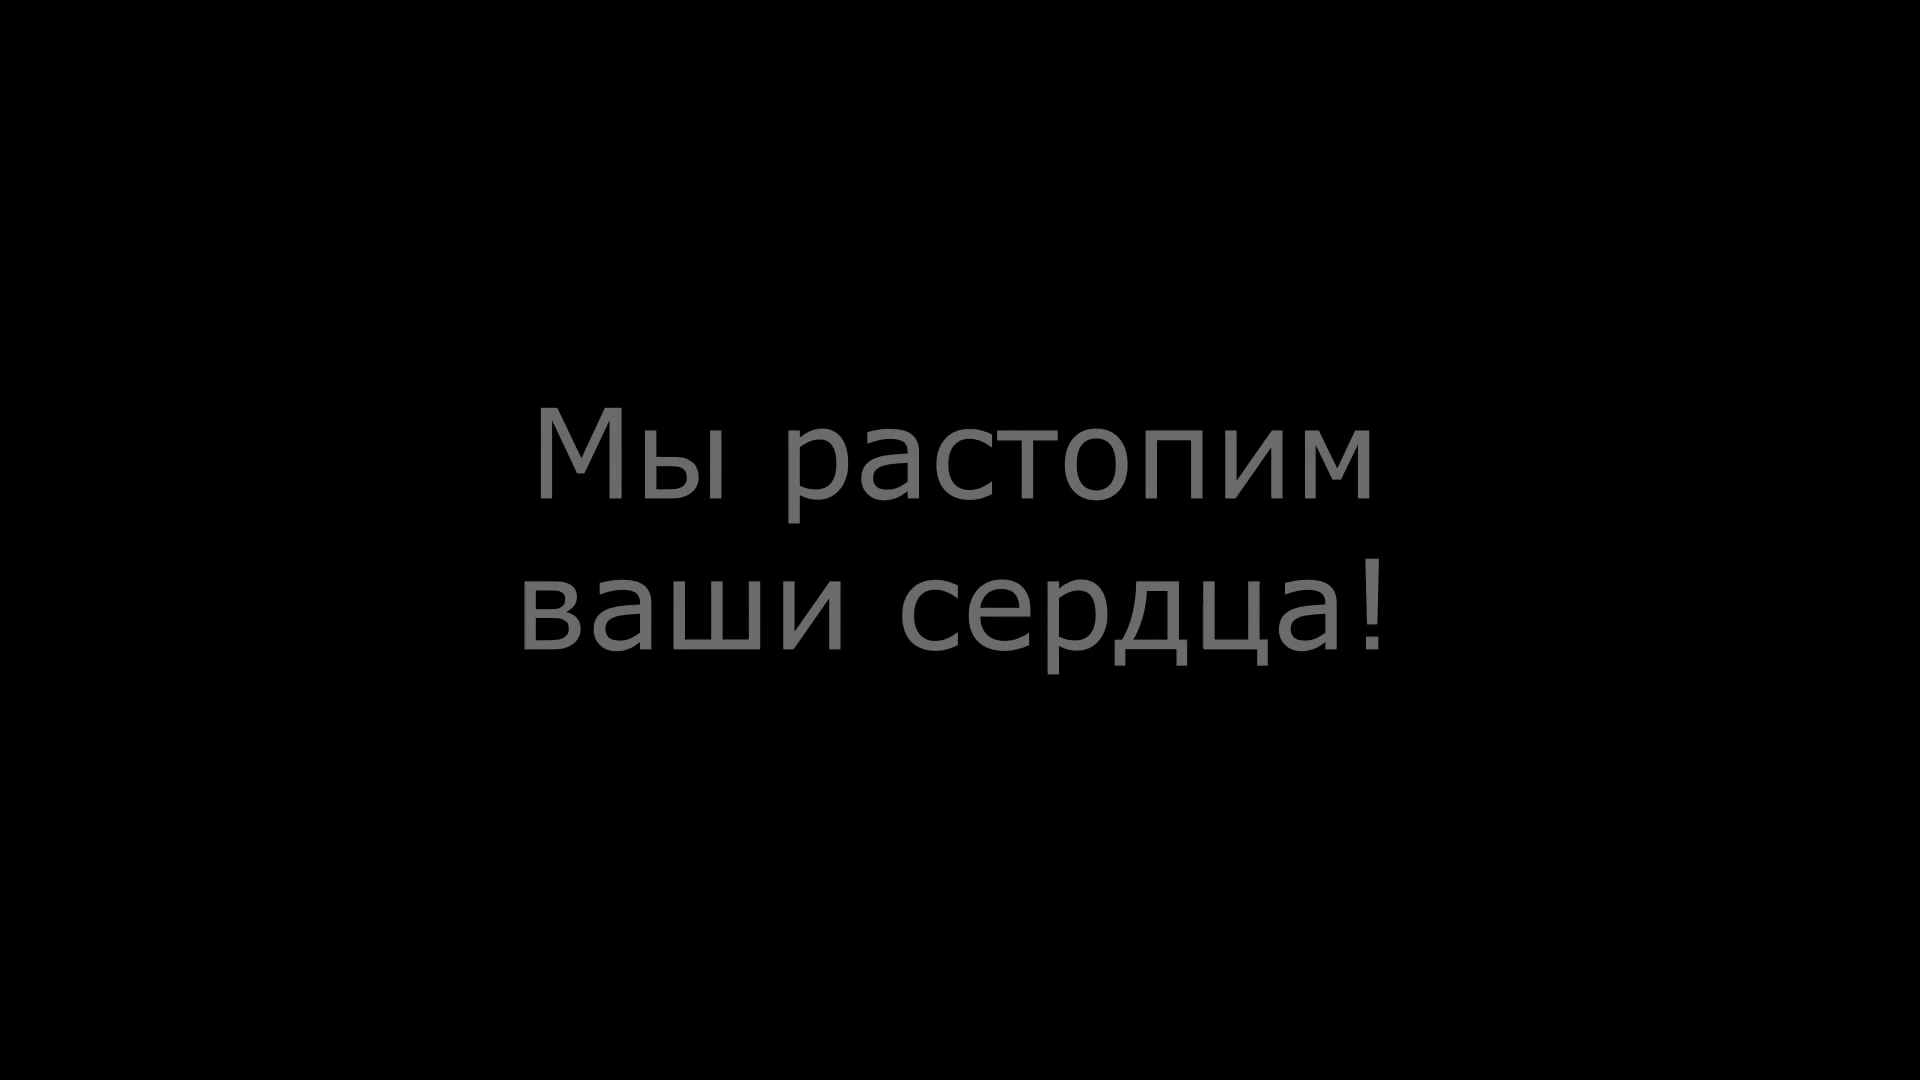 Мы растопим
ваши сердца!